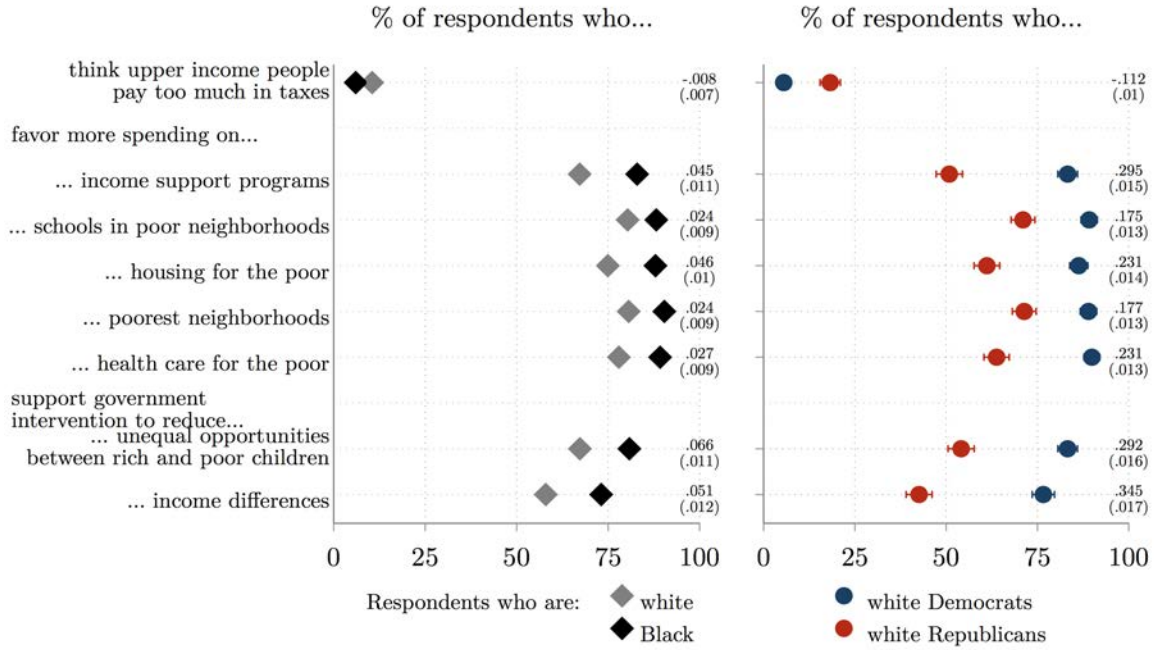 % of respondents who...
% of respondents who...
think upper income people
pay too much in taxes
-.008
(.007)
-.112
(.01)
favor more spending on...
... income support programs
.045
(.011)
.295
(.015)
... schools in poor neighborhoods
.024
(.009)
.175
(.013)
... housing for the poor
.046
(.01)
.231
(.014)
... poorest neighborhoods
.024
(.009)
.177
(.013)
... health care for the poor
.027
(.009)
.231
(.013)
support government
intervention to reduce...
... unequal opportunities
between rich and poor children
.066
(.011)
.292
(.016)
... income differences
.051
(.012)
.345
(.017)
0 25 50 75 100
0 25 50 75 100
Respondents who are:
white
Black
white Democrats
white Republicans